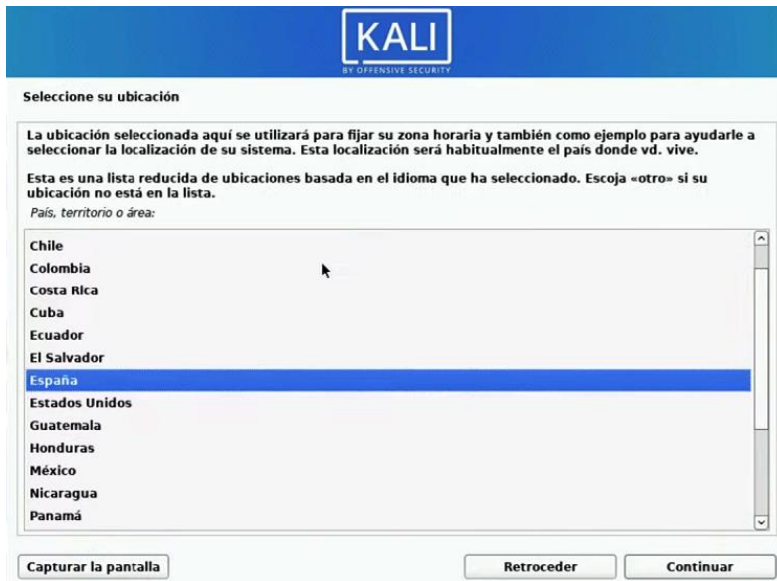 KALI
BY OFFENSIVE SECURITY
Seleccione su ubicación
La ubicación seleccionada aquí se utilizará para fijar su zona horaria y también como ejemplo para ayudarle a
seleccionar la localización de su sistema. Esta localización será habitualmente el país donde vd. vive.
Esta es una lista reducida de ubicaciones basada en el idioma que ha seleccionado. Escoja «otro» si su
ubicación no está en la lista.
País, territorio o área:
Chile
Colombia
Costa Rica
Cuba
Ecuador
El Salvador
España
Estados Unidos
Guatemala
Honduras
México
Nicaragua
Panamá
Capturar la pantalla
Retroceder
Continuar